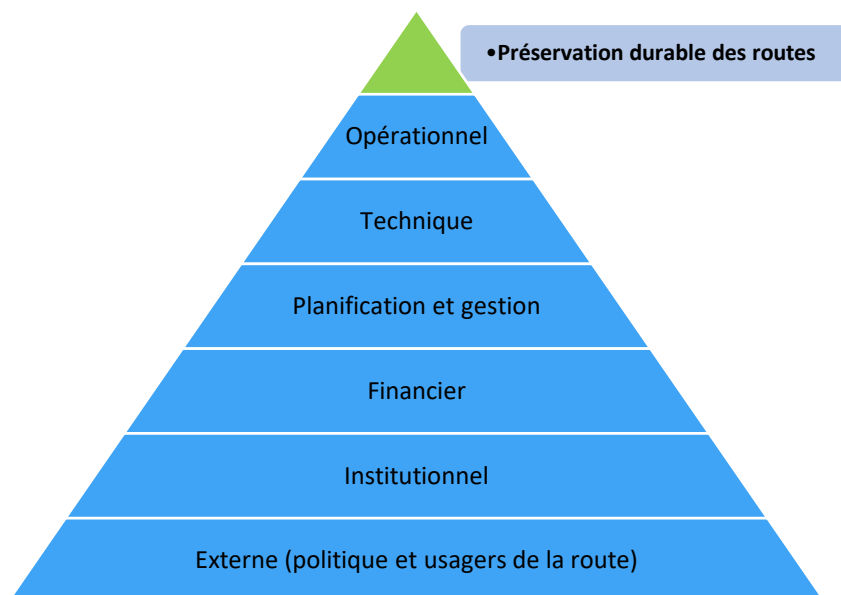 •Préservation durable des routes
Opérationnel
Technique
Planification et gestion
Financier
Institutionnel
Externe (politique et usagers de la route)